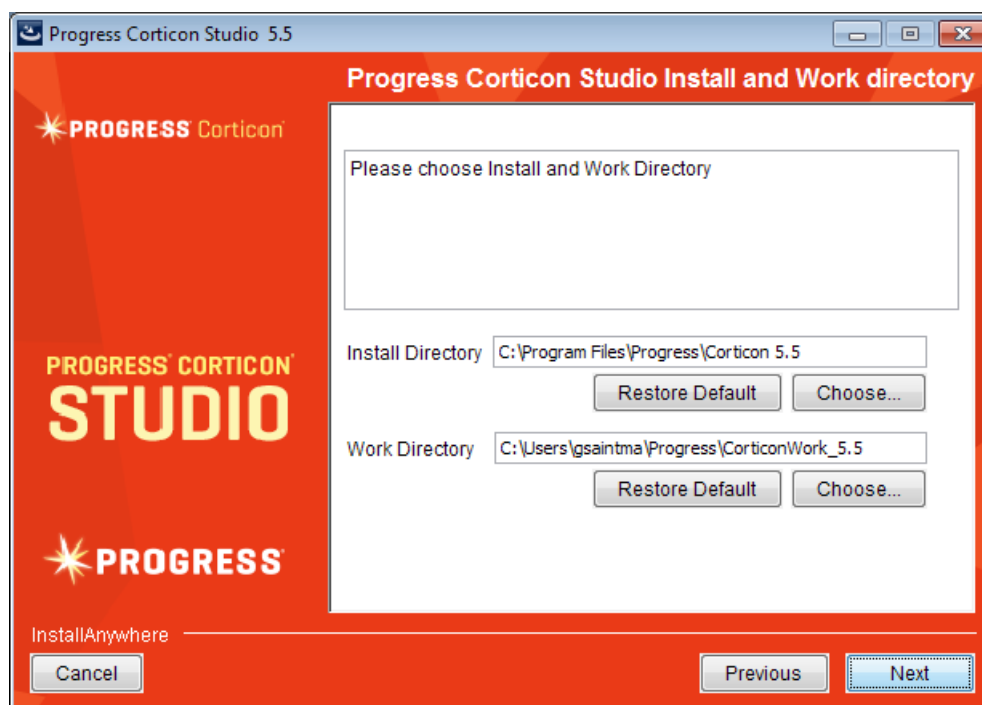 Progress Corticon Studio 5.5
Progress Corticon Studio Install and Work directory
PROGRESS Corticon
Please choose Install and Work Directory
Install Directory C:\Program Files\Progress\Corticon 5.5
Restore Default Choose...
PROGRESS CORTICON
STUDIO
Work Directory C:\Users\gsaintma\Progress\CorticonWork_5.5
Restore Default Choose...
PROGRESS
InstallAnywhere
Cancel Previous Next